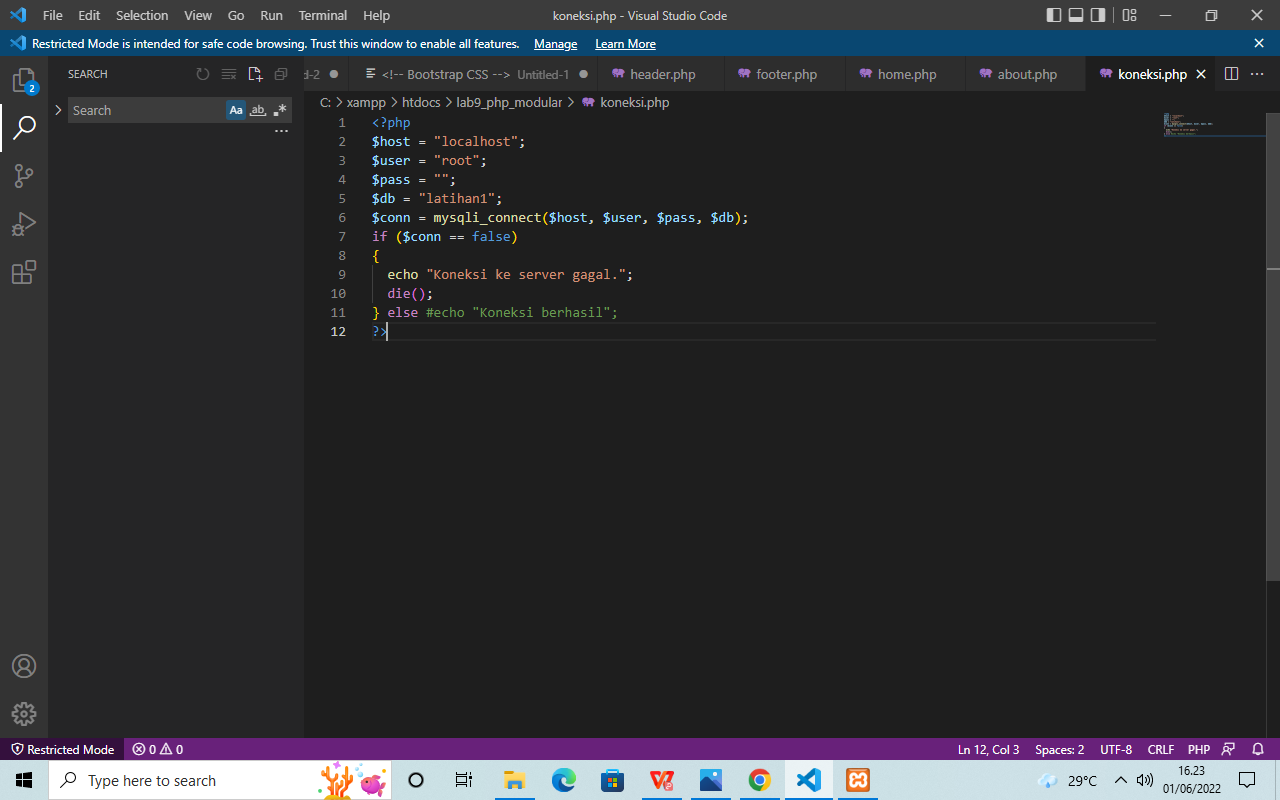 File Edit Selection View Go Run Terminal Help koneksi.php - Visual Studio Code
Restricted Mode is intended for safe code browsing. Trust this window to enable all features. Manage Learn More
SEARCH
d-2 <!-- Bootstrap CSS --> Untitled-1 header.php footer.php home.php about.php koneksi.php
2
Search Aa ab .*
C: > xampp > htdocs > lab9_php_modular > koneksi.php
1 <?php
2 $host = "localhost";
3 $user = "root";
4 $pass = "";
5 $db = "latihan1";
6 $conn = mysqli_connect($host, $user, $pass, $db);
7 if ($conn == false)
8 {
9 echo "Koneksi ke server gagal.";
10 die();
11 } else #echo "Koneksi berhasil";
12 ?>
Restricted Mode 0 0 Ln 12, Col 3 Spaces: 2 UTF-8 CRLF PHP
Type here to search 29°C 16.23
01/06/2022